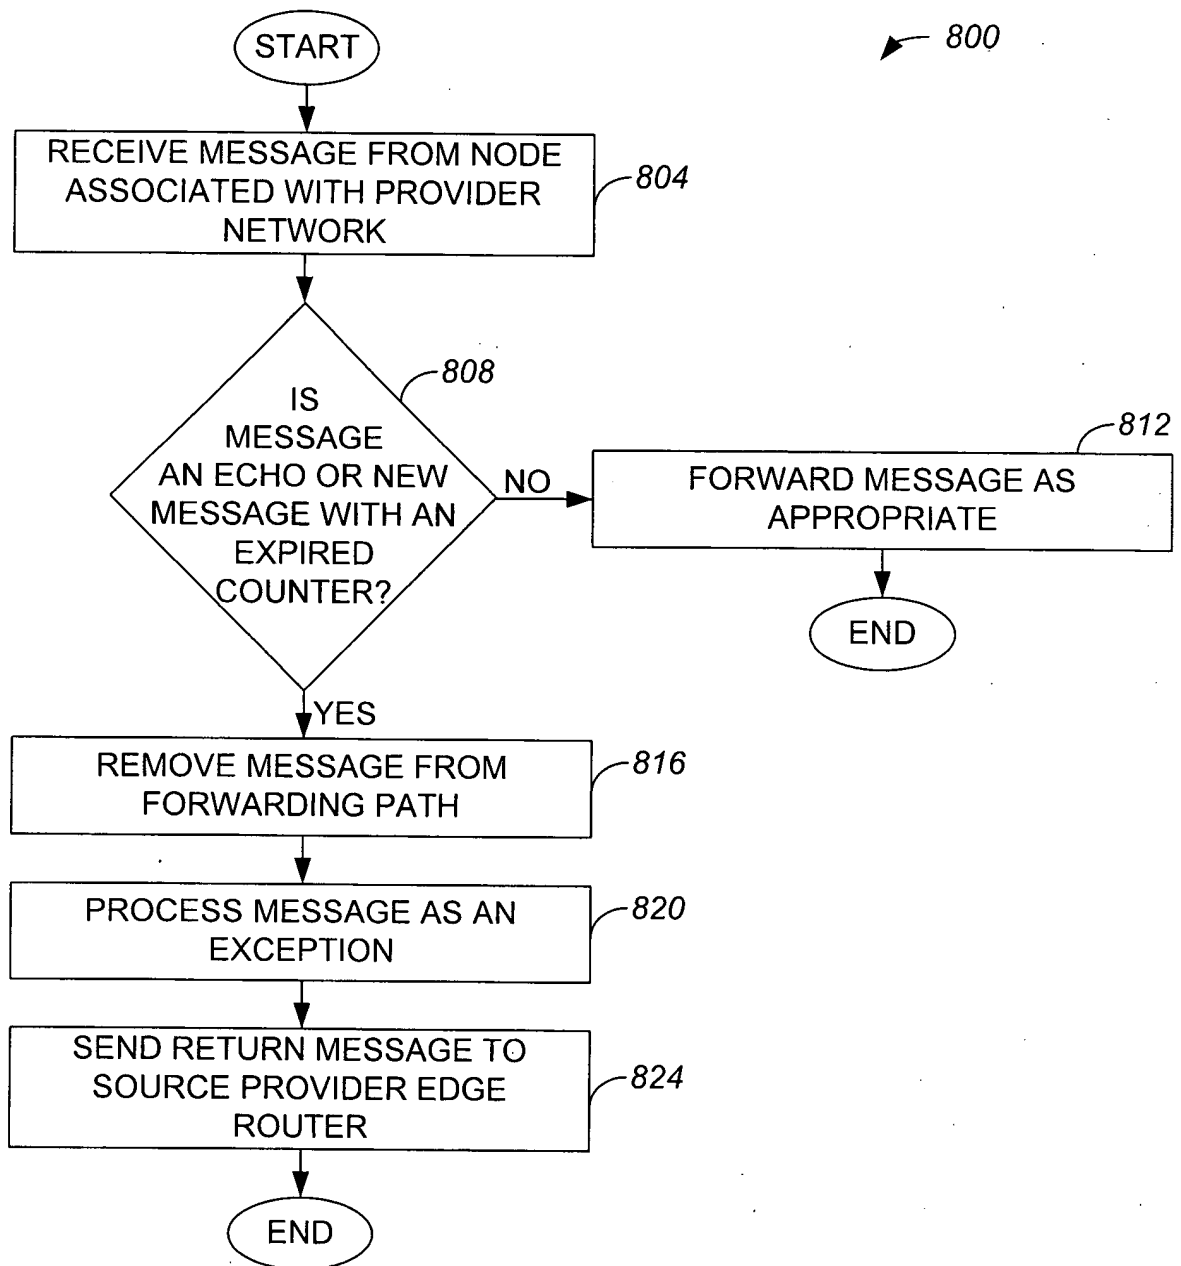 START
800
RECEIVE MESSAGE FROM NODE
ASSOCIATED WITH PROVIDER
NETWORK
804
808
IS
MESSAGE
AN ECHO OR NEW
MESSAGE WITH AN
EXPIRED
COUNTER?
NO
812
FORWARD MESSAGE AS
APPROPRIATE
END
YES
REMOVE MESSAGE FROM
FORWARDING PATH
816
PROCESS MESSAGE AS AN
EXCEPTION
820
SEND RETURN MESSAGE TO
SOURCE PROVIDER EDGE
ROUTER
824
END